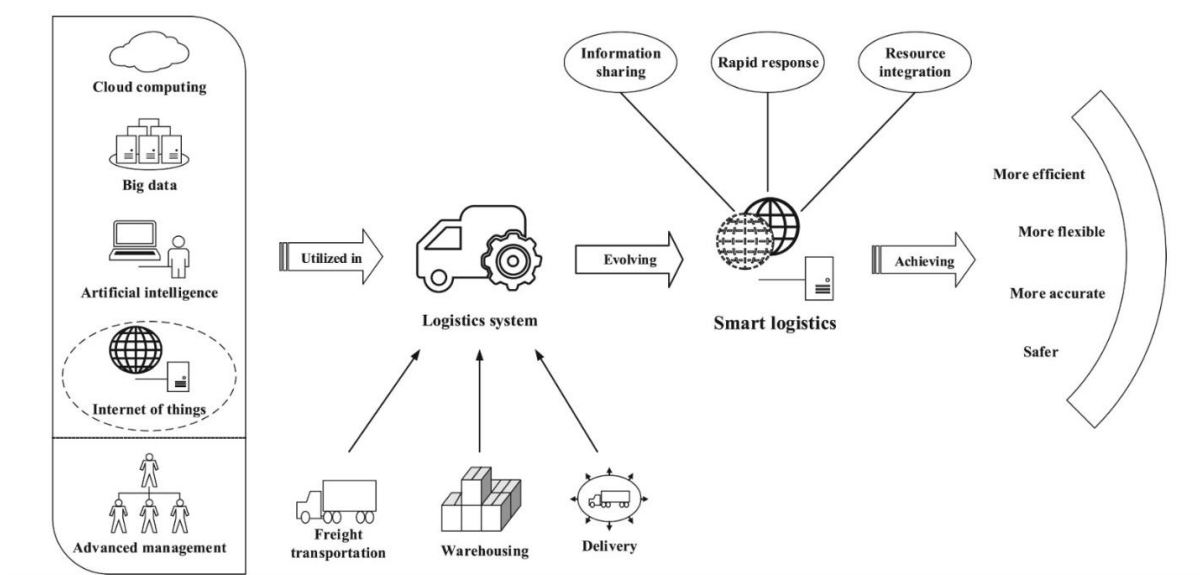 Cloud computing
Big data
Artificial intelligence
Internet of things
Advanced management
Utilized in
Logistics system
Freight
transportation
Warehousing
Delivery
Evolving
Information
sharing
Rapid response
Resource
integration
Smart logistics
Achieving
More efficient
More flexible
More accurate
Safer